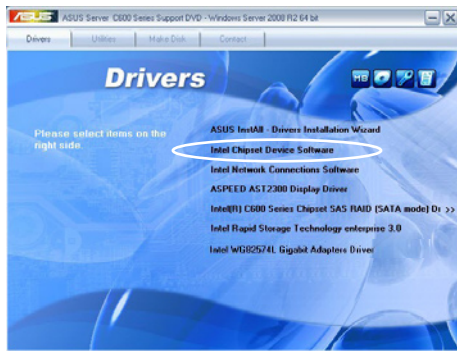 ASUS ASUS Server C600 Series Support DVD - Windows Server 2008 R2 64 bit
Drivers Utilities Make Disk Contact
Drivers
MB
Please select items on the
right side.
ASUS InstAll - Drivers Installation Wizard
Intel Chipset Device Software
Intel Network Connections Software
ASPEED AST2300 Display Driver
Intel(R) C600 Series Chipset SAS RAID (SATA mode) Dr >>
Intel Rapid Storage Technology enterprise 3.0
Intel WG82574L Gigabit Adapters Driver